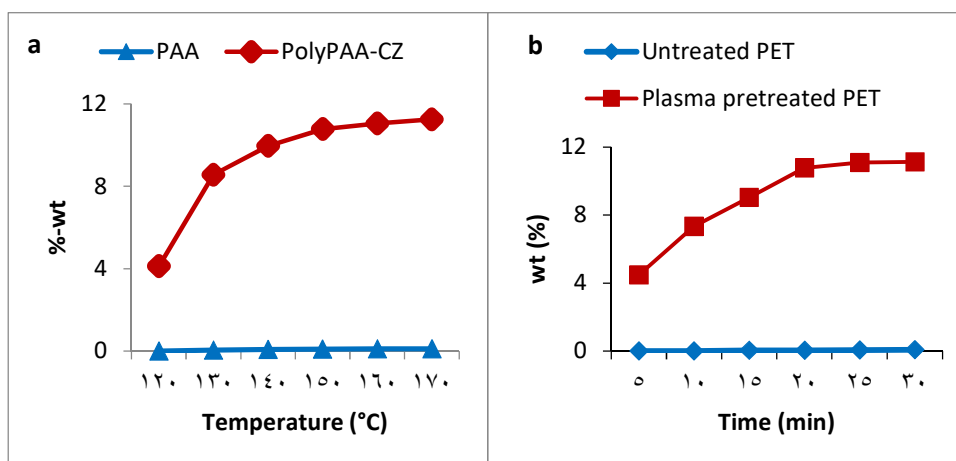 a
PAA PolyPAA-CZ
12
8
4
0
%-wt
١٢٠ ١٣٠ ١٤٠ ١٥٠ ١٦٠ ١٧٠
Temperature (°C)
b
Untreated PET
Plasma pretreated PET
12
8
4
0
wt (%)
٥ ١٠ ١٥ ٢٠ ٢٥ ٣٠
Time (min)